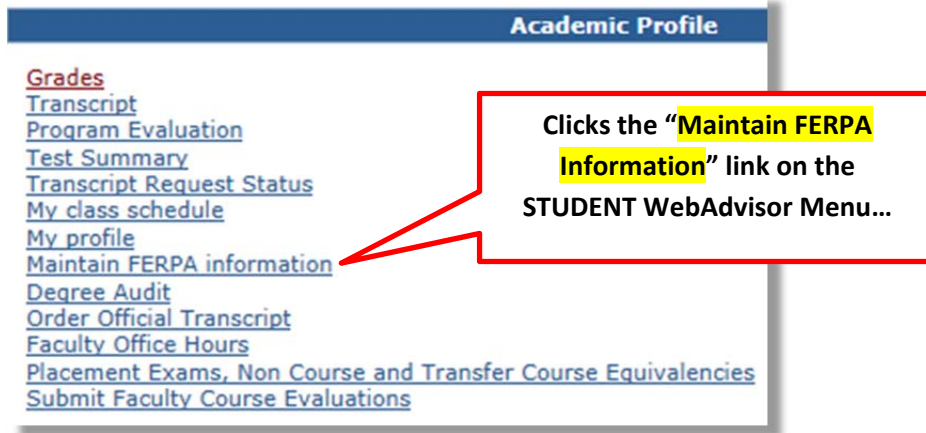 Academic Profile
Grades
Transcript
Program Evaluation
Test Summary
Transcript Request Status
My class schedule
My profile
Maintain FERPA information
Degree Audit
Order Official Transcript
Faculty Office Hours
Placement Exams, Non Course and Transfer Course Equivalencies
Submit Faculty Course Evaluations
Clicks the “Maintain FERPA
Information” link on the
STUDENT WebAdvisor Menu…